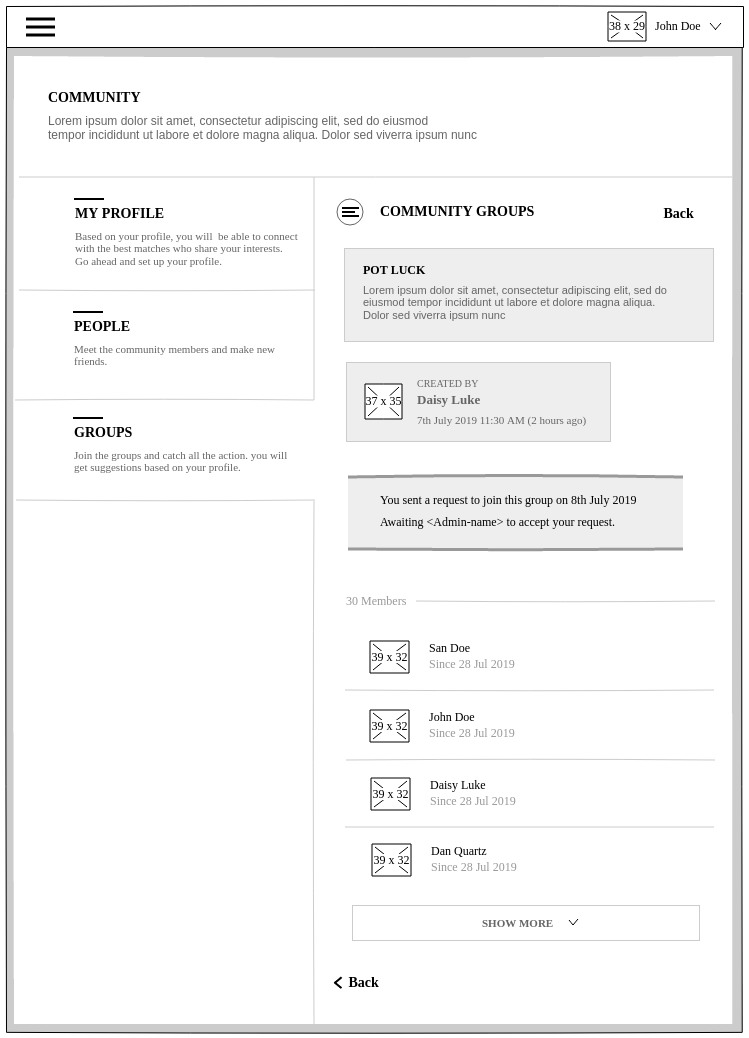 38 x 29 John Doe
COMMUNITY
Lorem ipsum dolor sit amet, consectetur adipiscing elit, sed do eiusmod
tempor incididunt ut labore et dolore magna aliqua. Dolor sed viverra ipsum nunc
MY PROFILE
Based on your profile, you will  be able to connect
with the best matches who share your interests.
Go ahead and set up your profile.
PEOPLE
Meet the community members and make new
friends.
GROUPS
Join the groups and catch all the action. you will
get suggestions based on your profile.
COMMUNITY GROUPS
Back
POT LUCK
Lorem ipsum dolor sit amet, consectetur adipiscing elit, sed do
eiusmod tempor incididunt ut labore et dolore magna aliqua.
Dolor sed viverra ipsum nunc
37 x 35
CREATED BY
Daisy Luke
7th July 2019 11:30 AM (2 hours ago)
You sent a request to join this group on 8th July 2019
Awaiting <Admin-name> to accept your request.
30 Members
39 x 32
San Doe
Since 28 Jul 2019
39 x 32
John Doe
Since 28 Jul 2019
39 x 32
Daisy Luke
Since 28 Jul 2019
39 x 32
Dan Quartz
Since 28 Jul 2019
SHOW MORE
Back